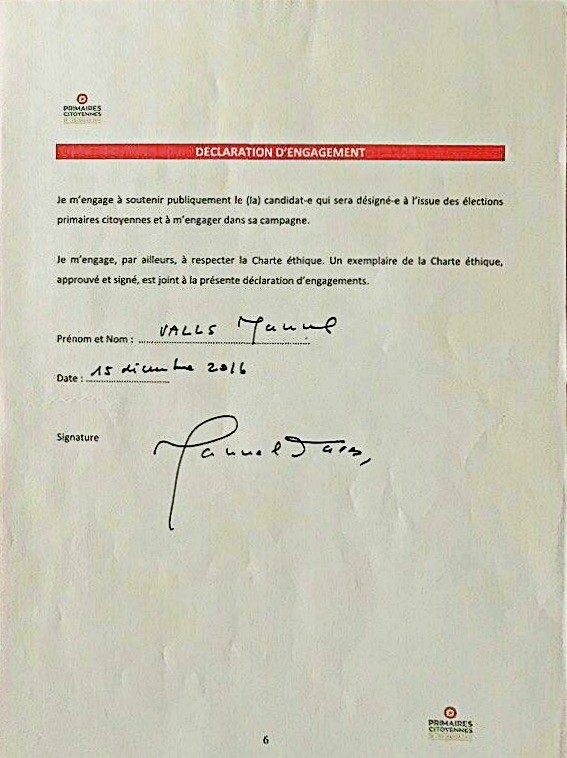 PRIMAIRES
CITOYENNES
DÉCLARATION D'ENGAGEMENT
Je m'engage à soutenir publiquement le (la) candidat-e qui sera désigné-e à l'issue des élections
primaires citoyennes et à m'engager dans sa campagne.
Je m'engage, par ailleurs, à respecter la Charte éthique. Un exemplaire de la Charte éthique,
approuvé et signé, est joint à la présente déclaration d'engagements.
Prénom et Nom : VALLS Manuel
Date : 15 décembre 2016
Signature
Manuel Valls
6
PRIMAIRES
CITOYENNES